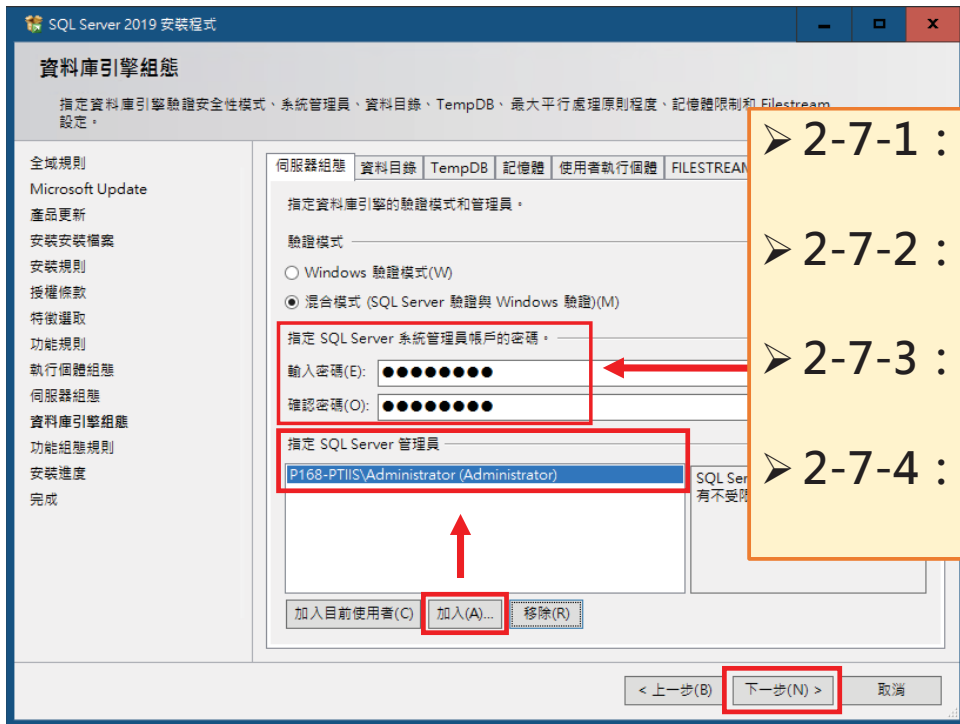 SQL Server 2019 安裝程式
資料庫引擎組態
指定資料庫引擎驗證安全性模式、系統管理員、資料目錄、TempDB、最大平行處理原則程度、記憶體限制和 Filestream
設定。
全域規則
Microsoft Update
產品更新
安裝安裝檔案
安裝規則
授權條款
特徵選取
功能規則
執行個體組態
伺服器組態
資料庫引擎組態
功能組態規則
安裝進度
完成
伺服器組態 資料目錄 TempDB 記憶體 使用者執行個體 FILESTREAM
指定資料庫引擎的驗證模式和管理員。
驗證模式
Windows 驗證模式(W)
混合模式 (SQL Server 驗證與 Windows 驗證)(M)
指定 SQL Server 系統管理員帳戶的密碼。
輸入密碼(E): ●●●●●●●●
確認密碼(O): ●●●●●●●●
指定 SQL Server 管理員
P168-PTIIS\Administrator (Administrator)
SQL Ser
有不受限
加入目前使用者(C) 加入(A)... 移除(R)
< 上一步(B) 下一步(N) > 取消
➢ 2-7-1：
➢ 2-7-2：
➢ 2-7-3：
➢ 2-7-4：